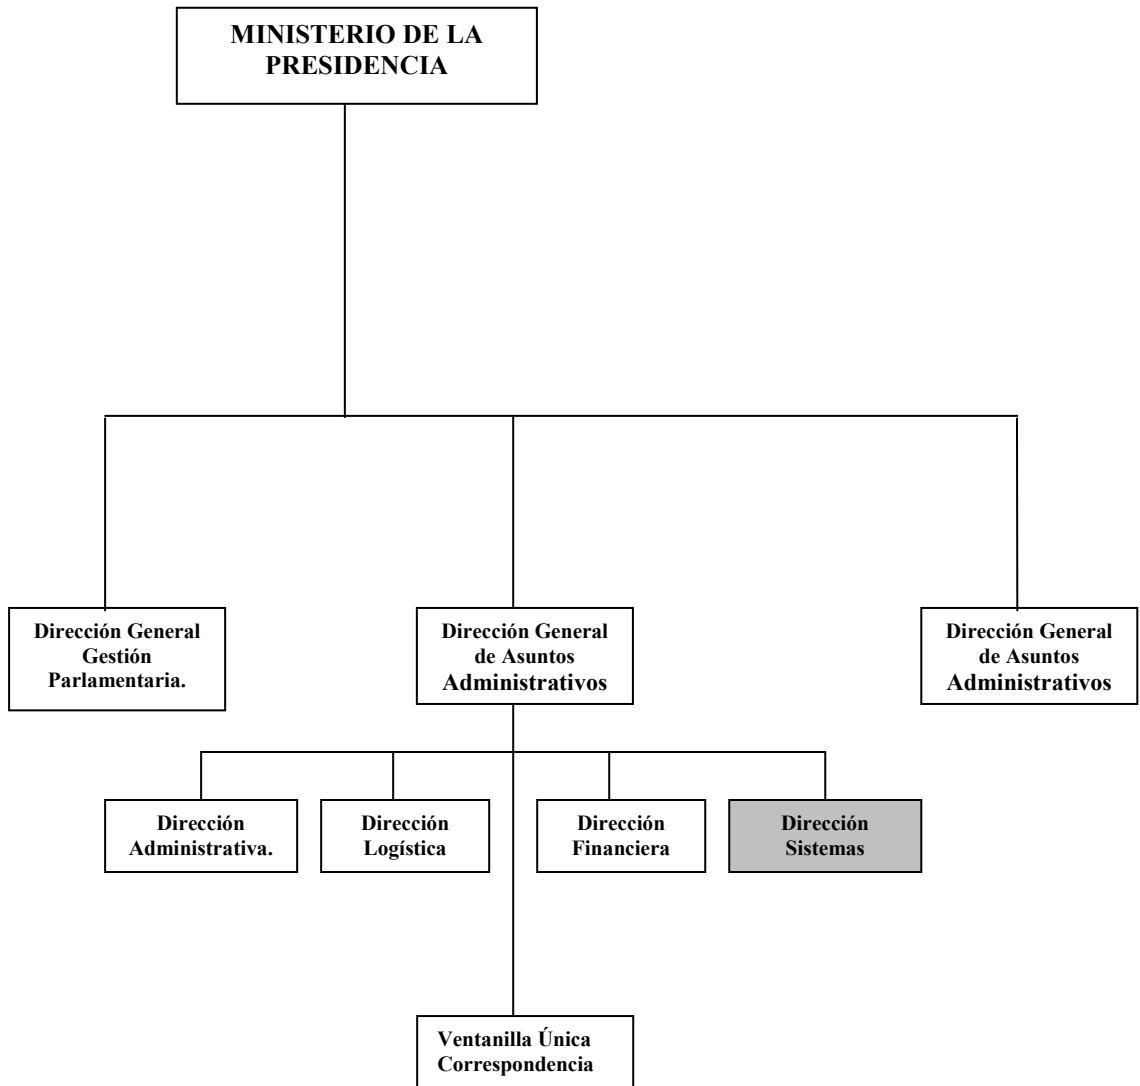 MINISTERIO DE LA
PRESIDENCIA
Dirección General
Gestión
Parlamentaria.
Dirección General
de Asuntos
Administrativos
Dirección General
de Asuntos
Administrativos
Dirección
Administrativa.
Dirección
Logística
Dirección
Financiera
Dirección
Sistemas
Ventanilla Única
Correspondencia